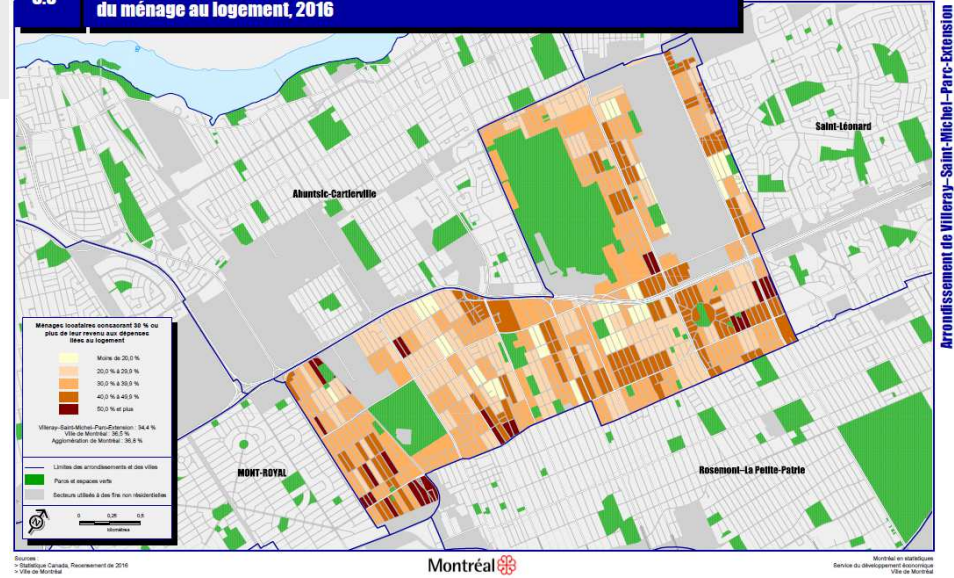 du ménage au logement, 2016
Arrondissement de Villeray–Saint-Michel–Parc-Extension
Saint-Léonard
Ahuntsic-Cartierville
Ménages locataires consacrant 30 % ou
plus de leur revenu aux dépenses
liées au logement
Moins de 20,0 %
20,0 % à 29,9 %
30,0 % à 39,9 %
40,0 % à 49,9 %
50,0 % et plus
Villeray–Saint-Michel–Parc-Extension : 34,4 %
Ville de Montréal : 36,5 %
Agglomération de Montréal : 36,8 %
Limites des arrondissements et des villes
Parcs et espaces verts
Secteurs utilisés à des fins non résidentielles
N
0 0,25 0,5
kilomètres
MONT-ROYAL
Rosemont–La Petite-Patrie
Sources :
> Statistique Canada, Recensement de 2016
> Ville de Montréal
Montréal
Montréal en statistiques
Service du développement économique
Ville de Montréal